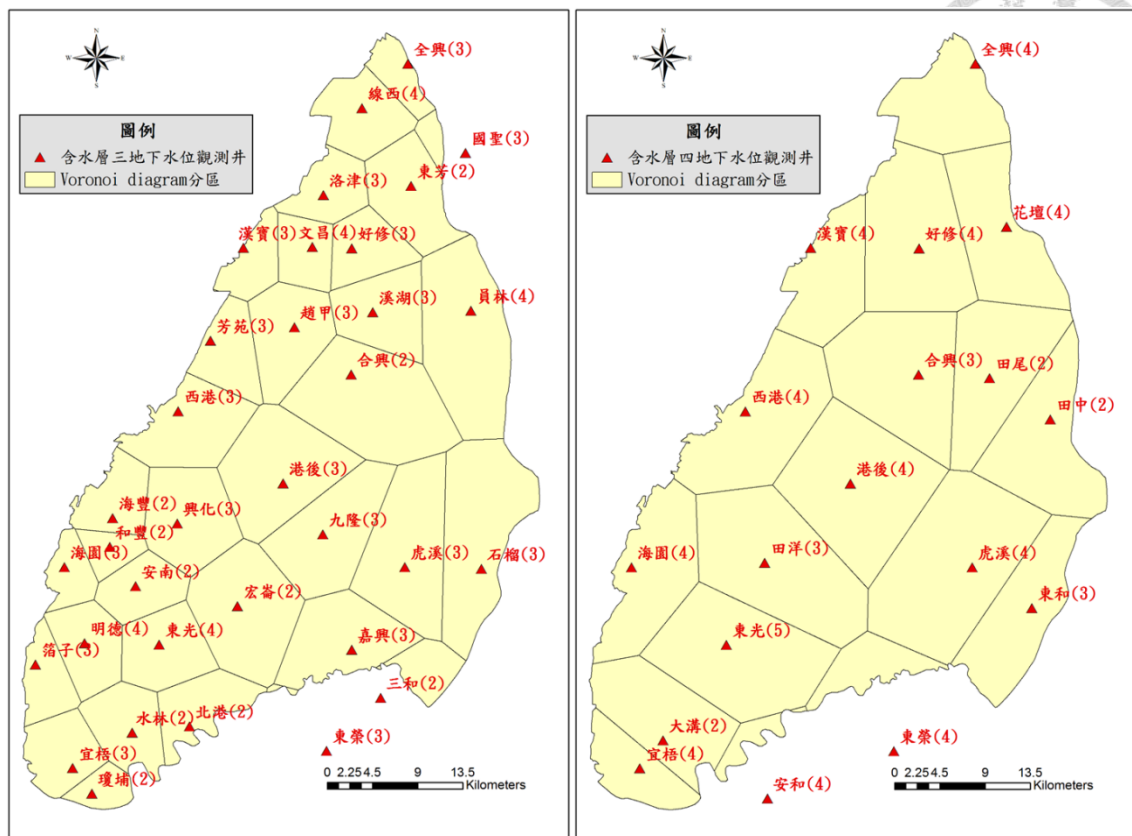 N
W
E
S
圖例
含水層三地下水位觀測井
Voronoi diagram分區
全興(3)
線西(4)
國聖(3)
東芳(2)
洛津(3)
漢寶(3)
文昌(4)
好修(3)
溪湖(3)
員林(4)
趙甲(3)
芳苑(3)
合興(2)
西港(3)
港後(3)
海豐(2)
興化(3)
九隆(3)
和豐(2)
海園(3)
安南(2)
虎溪(3)
石榴(3)
宏崙(2)
明德(4)
東光(4)
嘉興(3)
箔子(3)
三和(2)
北港(2)
水林(2)
東榮(3)
宜梧(3)
瓊埔(2)
0 2.25 4.5 9 13.5
Kilometers
N
W
E
S
圖例
含水層四地下水位觀測井
Voronoi diagram分區
全興(4)
花壇(4)
漢寶(4)
好修(4)
合興(3)
田尾(2)
西港(4)
田中(2)
港後(4)
海園(4)
田洋(3)
虎溪(4)
東和(3)
東光(5)
大溝(2)
宜梧(4)
東榮(4)
安和(4)
0 2.25 4.5 9 13.5
Kilometers